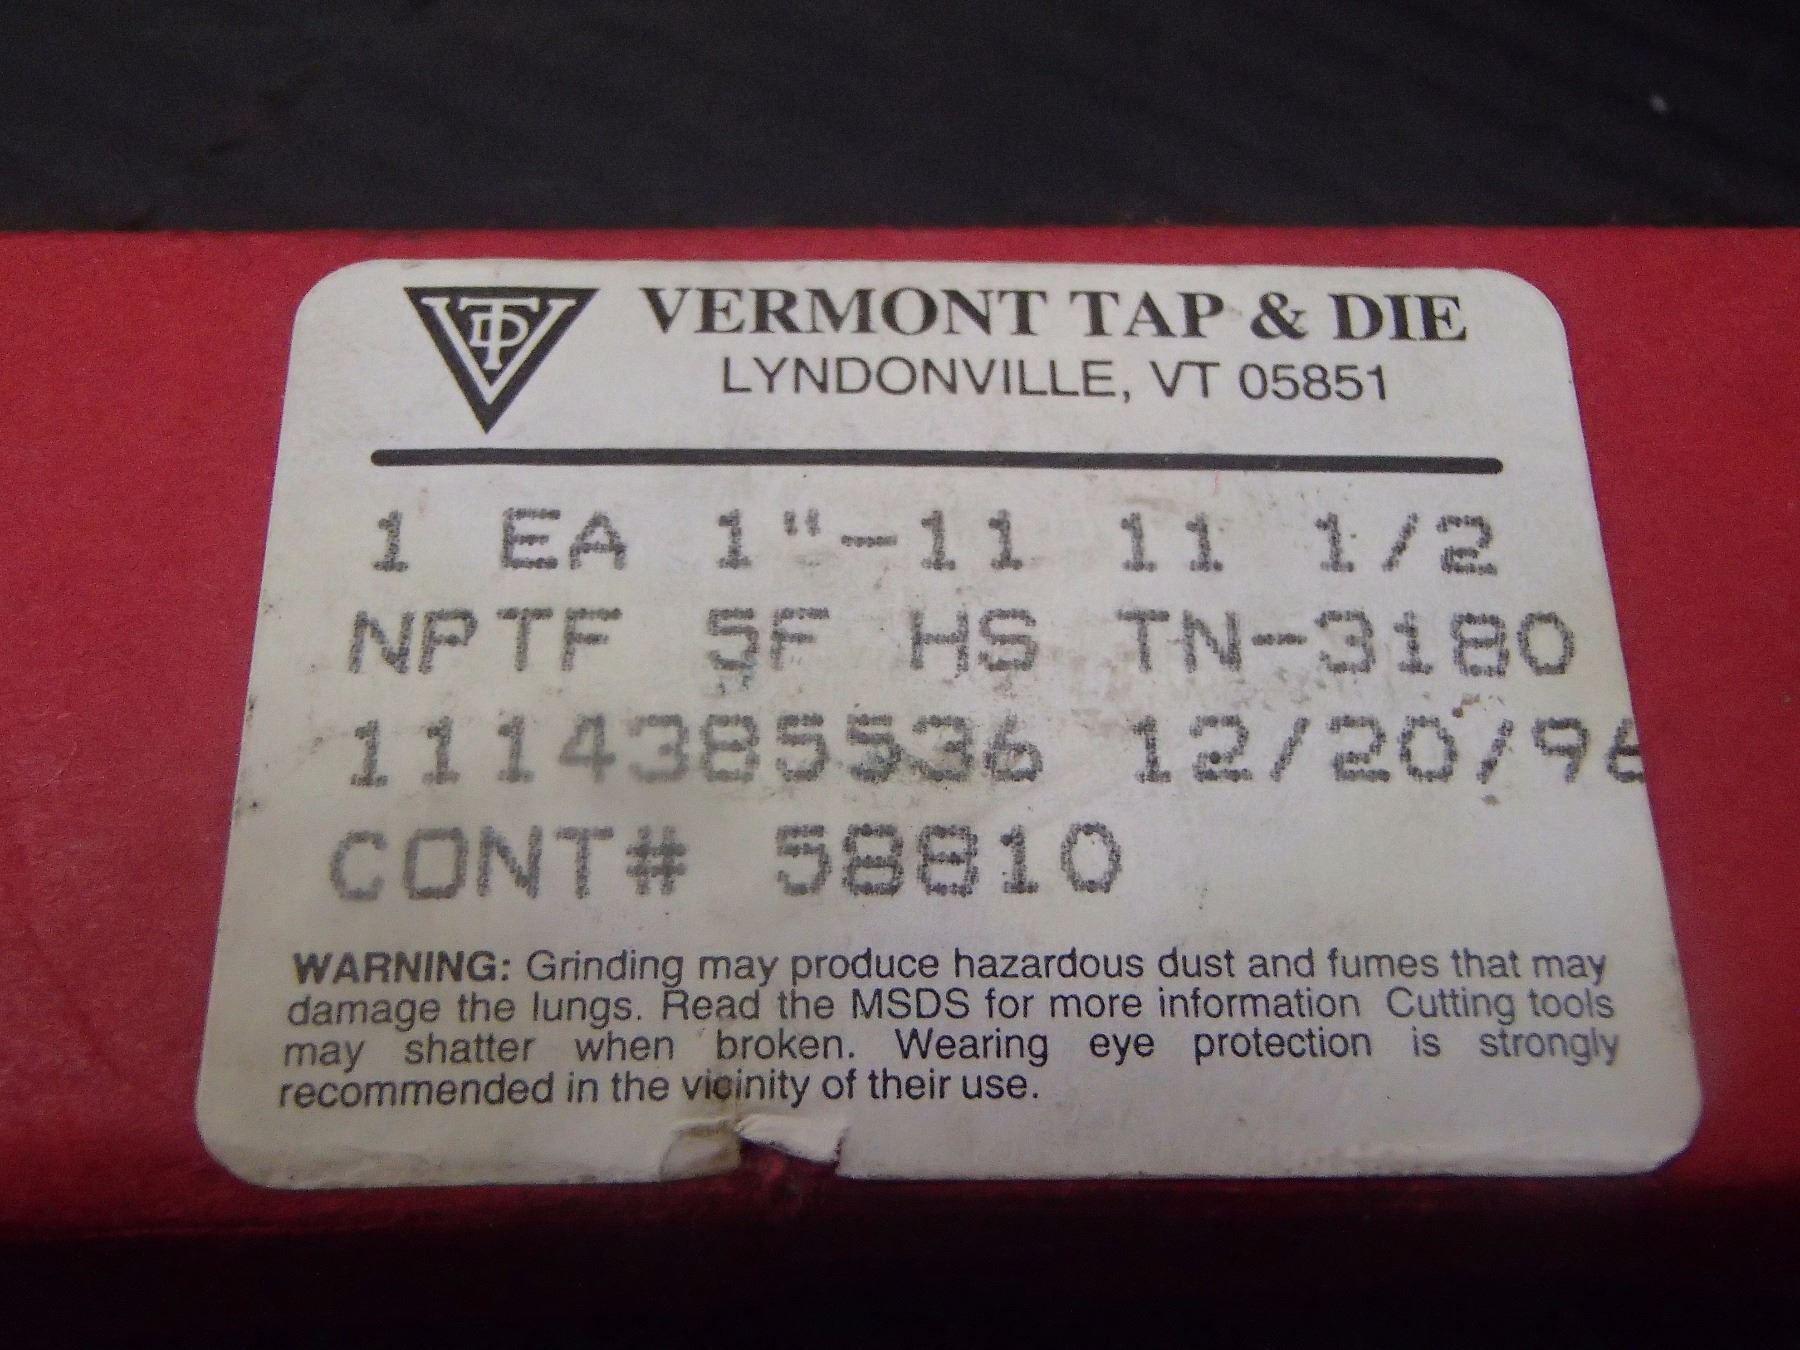 VTD
VERMONT TAP & DIE
LYNDONVILLE, VT 05851
1 EA 1"-11 11 1/2
NPTF 5F HS TN-3180
1114385536 12/20/96
CONT# 58810
WARNING: Grinding may produce hazardous dust and fumes that may
damage the lungs. Read the MSDS for more information Cutting tools
may shatter when broken. Wearing eye protection is strongly
recommended in the vicinity of their use.